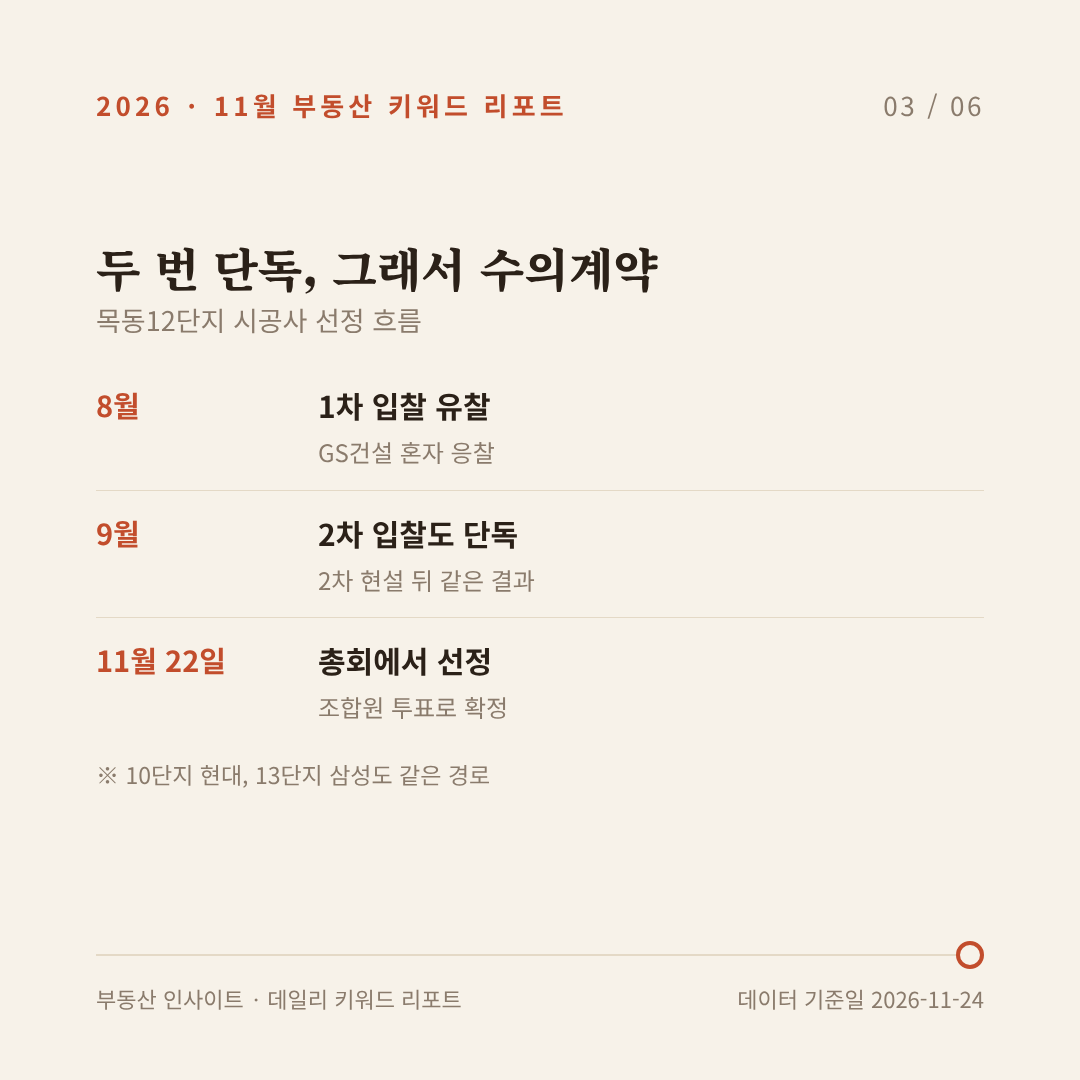 2026 · 11월 부동산 키워드 리포트
03 / 06
두 번 단독, 그래서 수의계약
목동12단지 시공사 선정 흐름
8월
1차 입찰 유찰
GS건설 혼자 응찰
9월
2차 입찰도 단독
2차 현설 뒤 같은 결과
11월 22일
총회에서 선정
조합원 투표로 확정
※ 10단지 현대, 13단지 삼성도 같은 경로
부동산 인사이트 · 데일리 키워드 리포트
데이터 기준일 2026-11-24